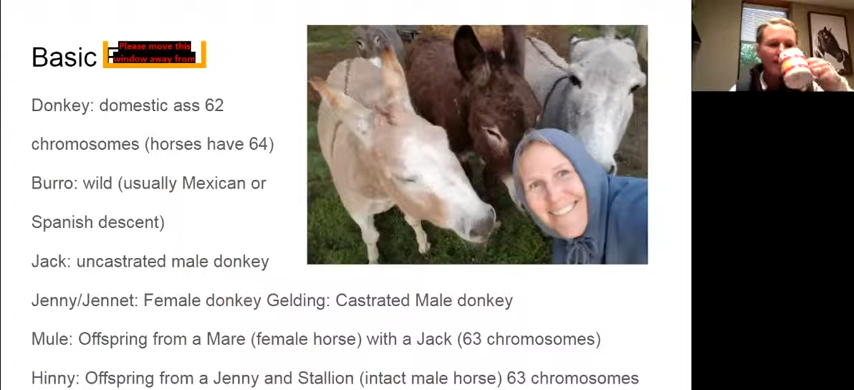 Basic
Please move this
window away from
Donkey: domestic ass 62
chromosomes (horses have 64)
Burro: wild (usually Mexican or
Spanish descent)
Jack: uncastrated male donkey
Jenny/Jennet: Female donkey Gelding: Castrated Male donkey
Mule: Offspring from a Mare (female horse) with a Jack (63 chromosomes)
Hinny: Offspring from a Jenny and Stallion (intact male horse) 63 chromosomes